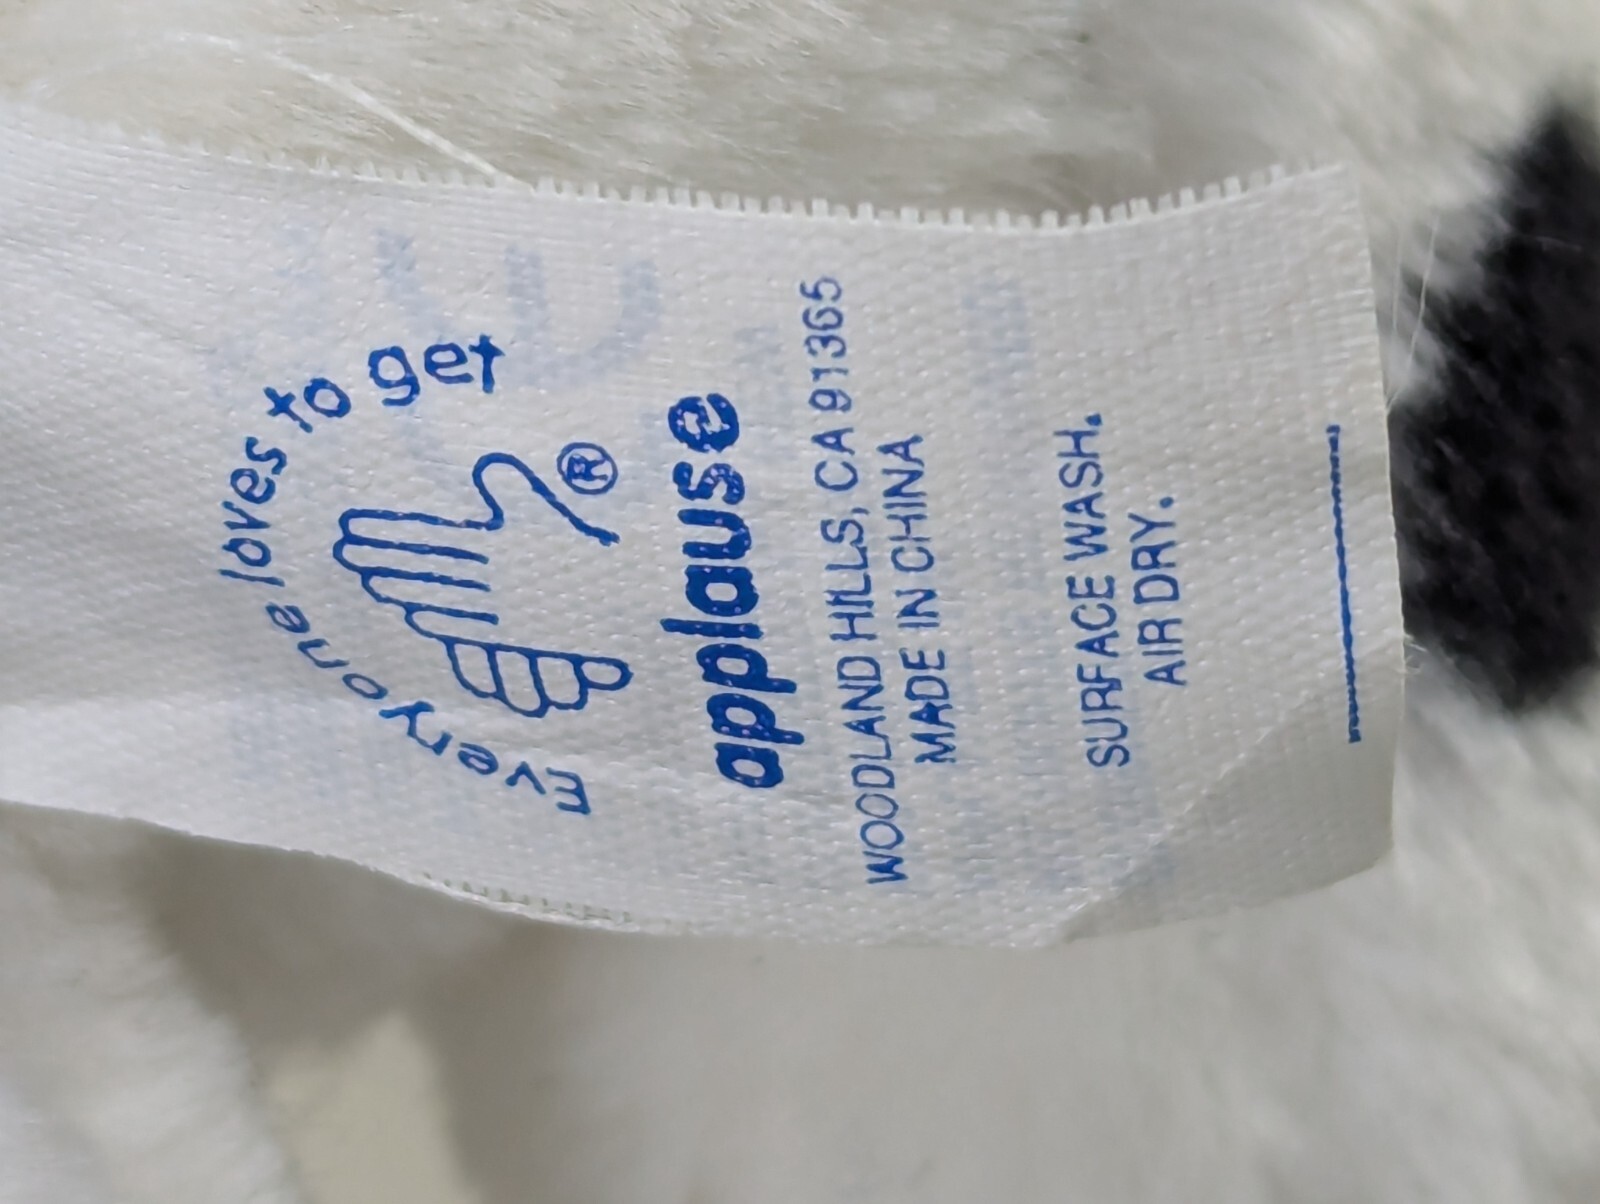 Everyone loves to get
®
applause
WOODLAND HILLS, CA 91365
MADE IN CHINA
SURFACE WASH.
AIR DRY.